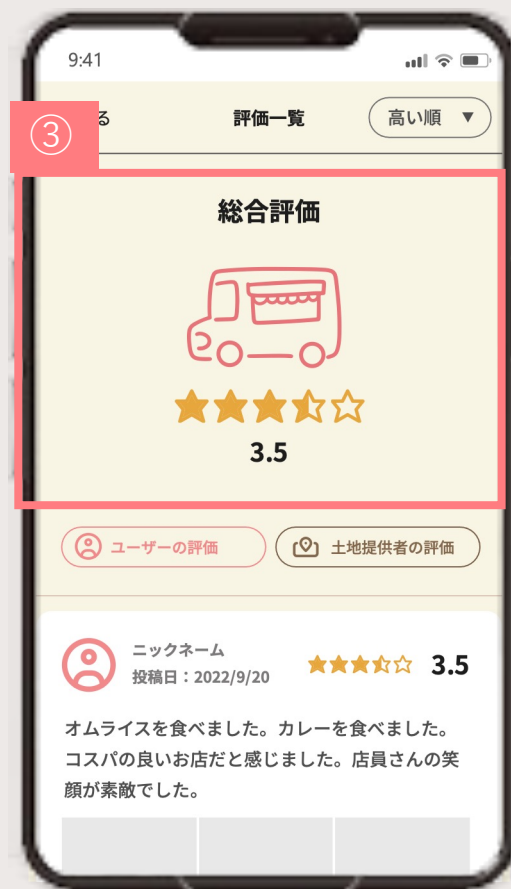 9:41
③
る
評価一覧
高い順 ▼
総合評価
3.5
ユーザーの評価
土地提供者の評価
ニックネーム
投稿日：2022/9/20
3.5
オムライスを食べました。カレーを食べました。
コスパの良いお店だと感じました。店員さんの笑
顔が素敵でした。